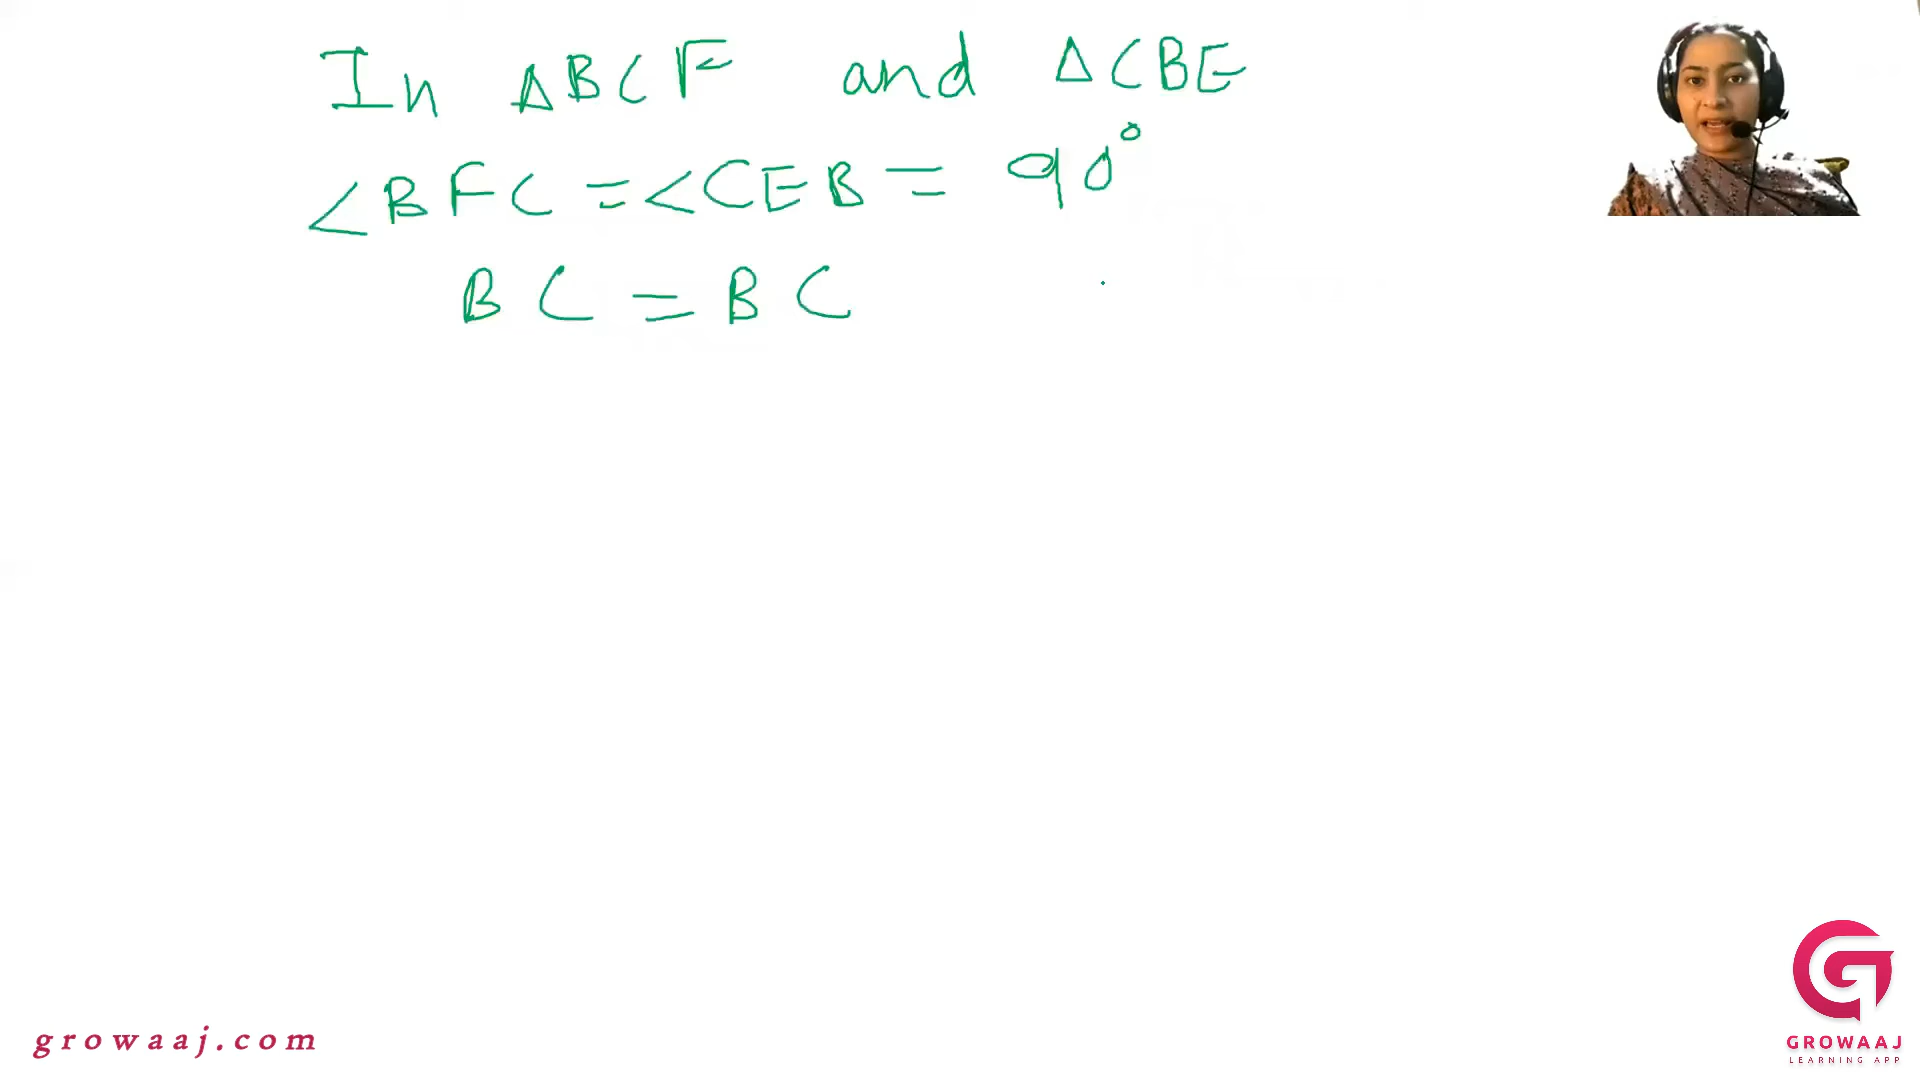 In ΔBCF and ΔCBE
∠BFC = ∠CEB = 90°
BC = BC
growaaj.com
GROWAAJ
LEARNING APP